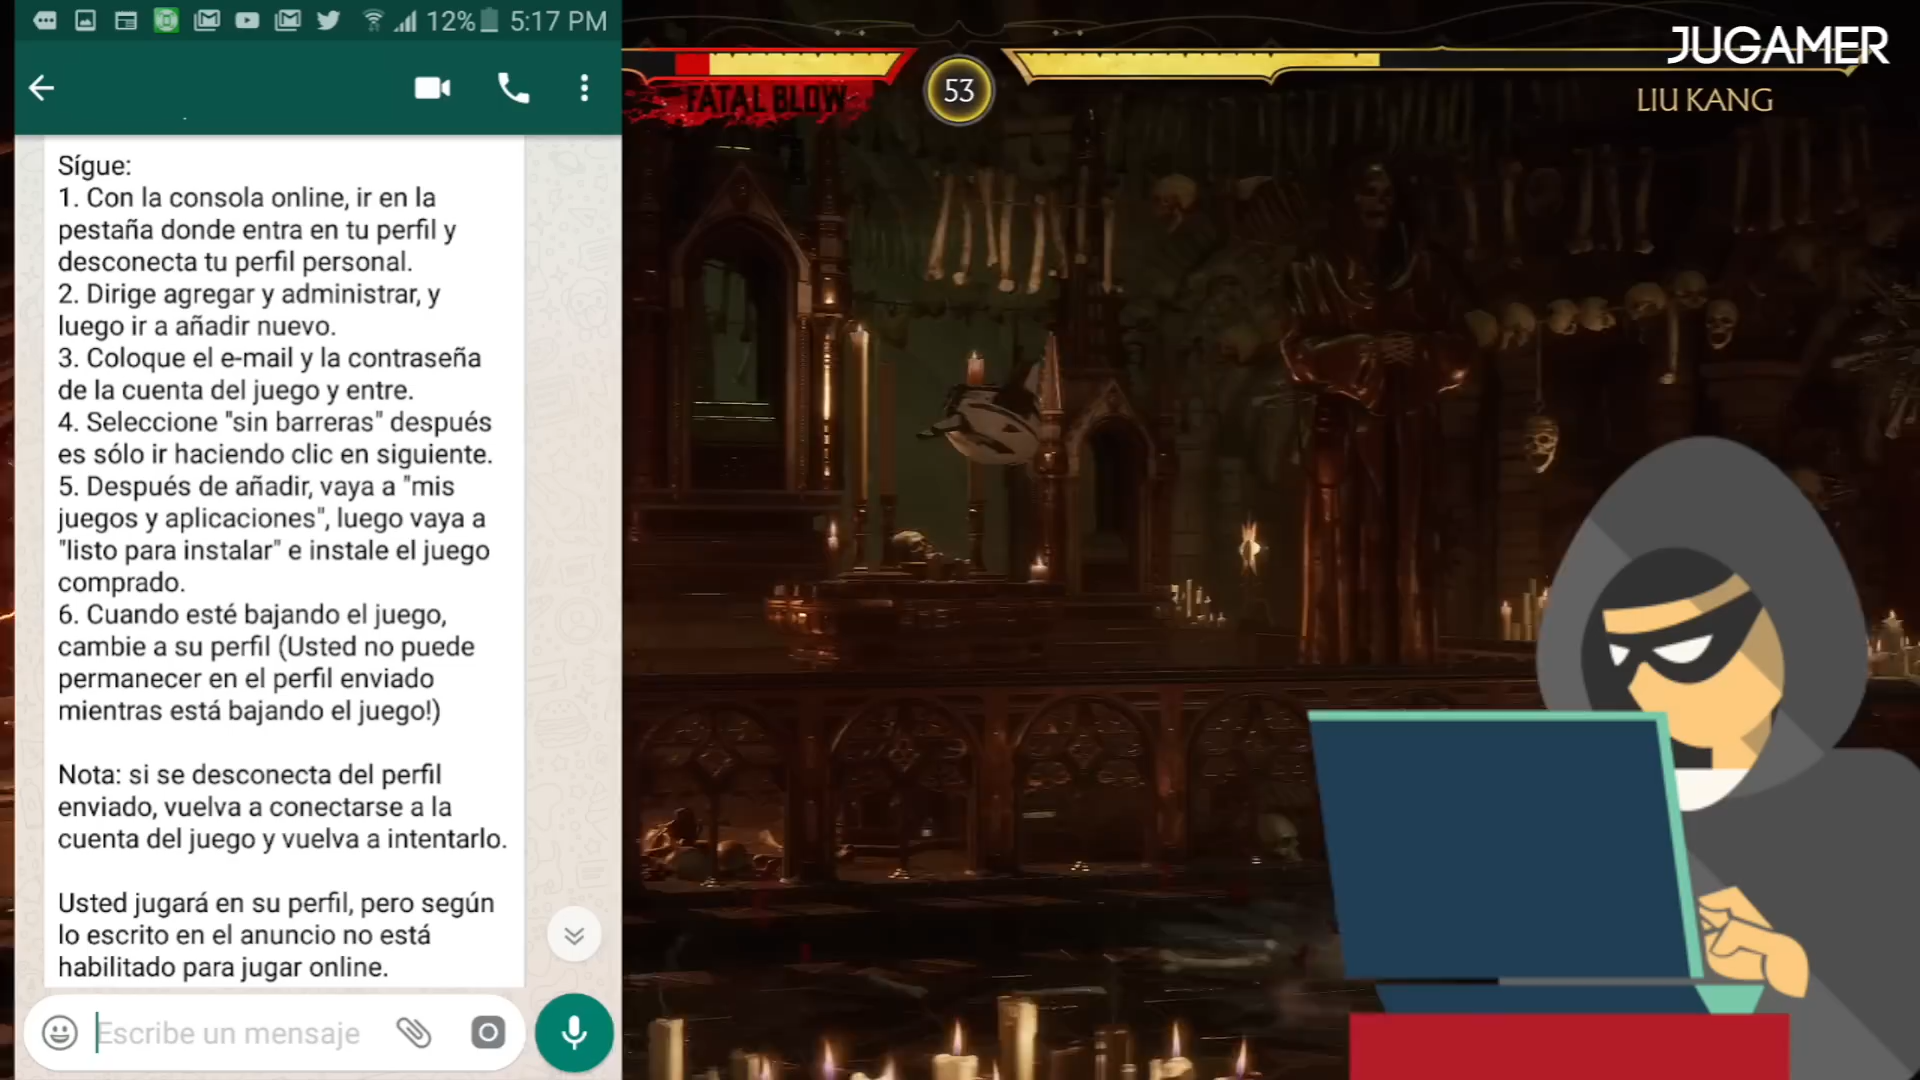 12% 5:17 PM
Sígue:
1. Con la consola online, ir en la
pestaña donde entra en tu perfil y
desconecta tu perfil personal.
2. Dirige agregar y administrar, y
luego ir a añadir nuevo.
3. Coloque el e-mail y la contraseña
de la cuenta del juego y entre.
4. Seleccione "sin barreras" después
es sólo ir haciendo clic en siguiente.
5. Después de añadir, vaya a "mis
juegos y aplicaciones", luego vaya a
"listo para instalar" e instale el juego
comprado.
6. Cuando esté bajando el juego,
cambie a su perfil (Usted no puede
permanecer en el perfil enviado
mientras está bajando el juego!)
Nota: si se desconecta del perfil
enviado, vuelva a conectarse a la
cuenta del juego y vuelva a intentarlo.
Usted jugará en su perfil, pero según
lo escrito en el anuncio no está
habilitado para jugar online.
Escribe un mensaje
FATAL BLOW
53
JUGAMER
LIU KANG